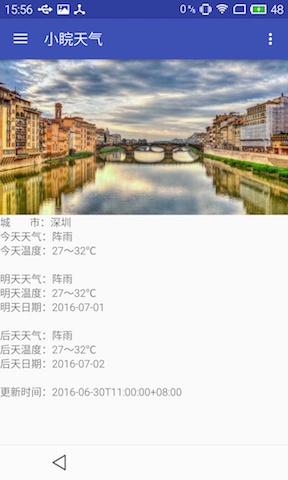 15:56
0%
48
小睆天气
城 市：深圳
今天天气：阵雨
今天温度：27～32℃
明天天气：阵雨
明天温度：27～32℃
明天日期：2016-07-01
后天天气：阵雨
后天温度：27～32℃
后天日期：2016-07-02
更新时间：2016-06-30T11:00:00+08:00